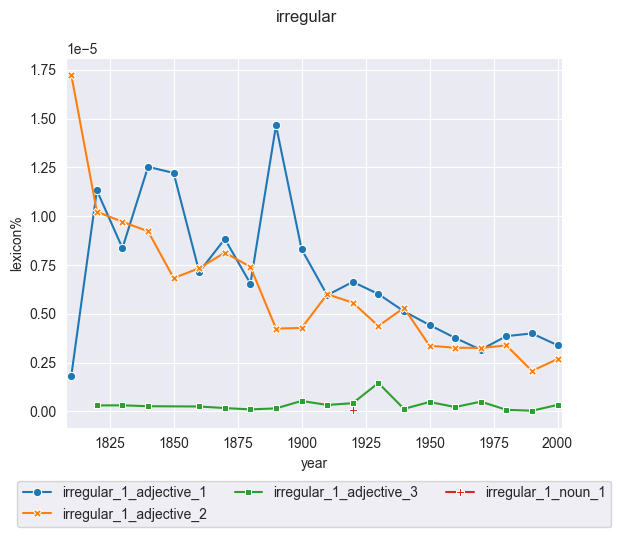 irregular
1e−5
1.75
1.50
1.25
1.00
0.75
0.50
0.25
0.00
lexicon%
1825 1850 1875 1900 1925 1950 1975 2000
year
irregular_1_adjective_1 irregular_1_adjective_3 irregular_1_noun_1
irregular_1_adjective_2